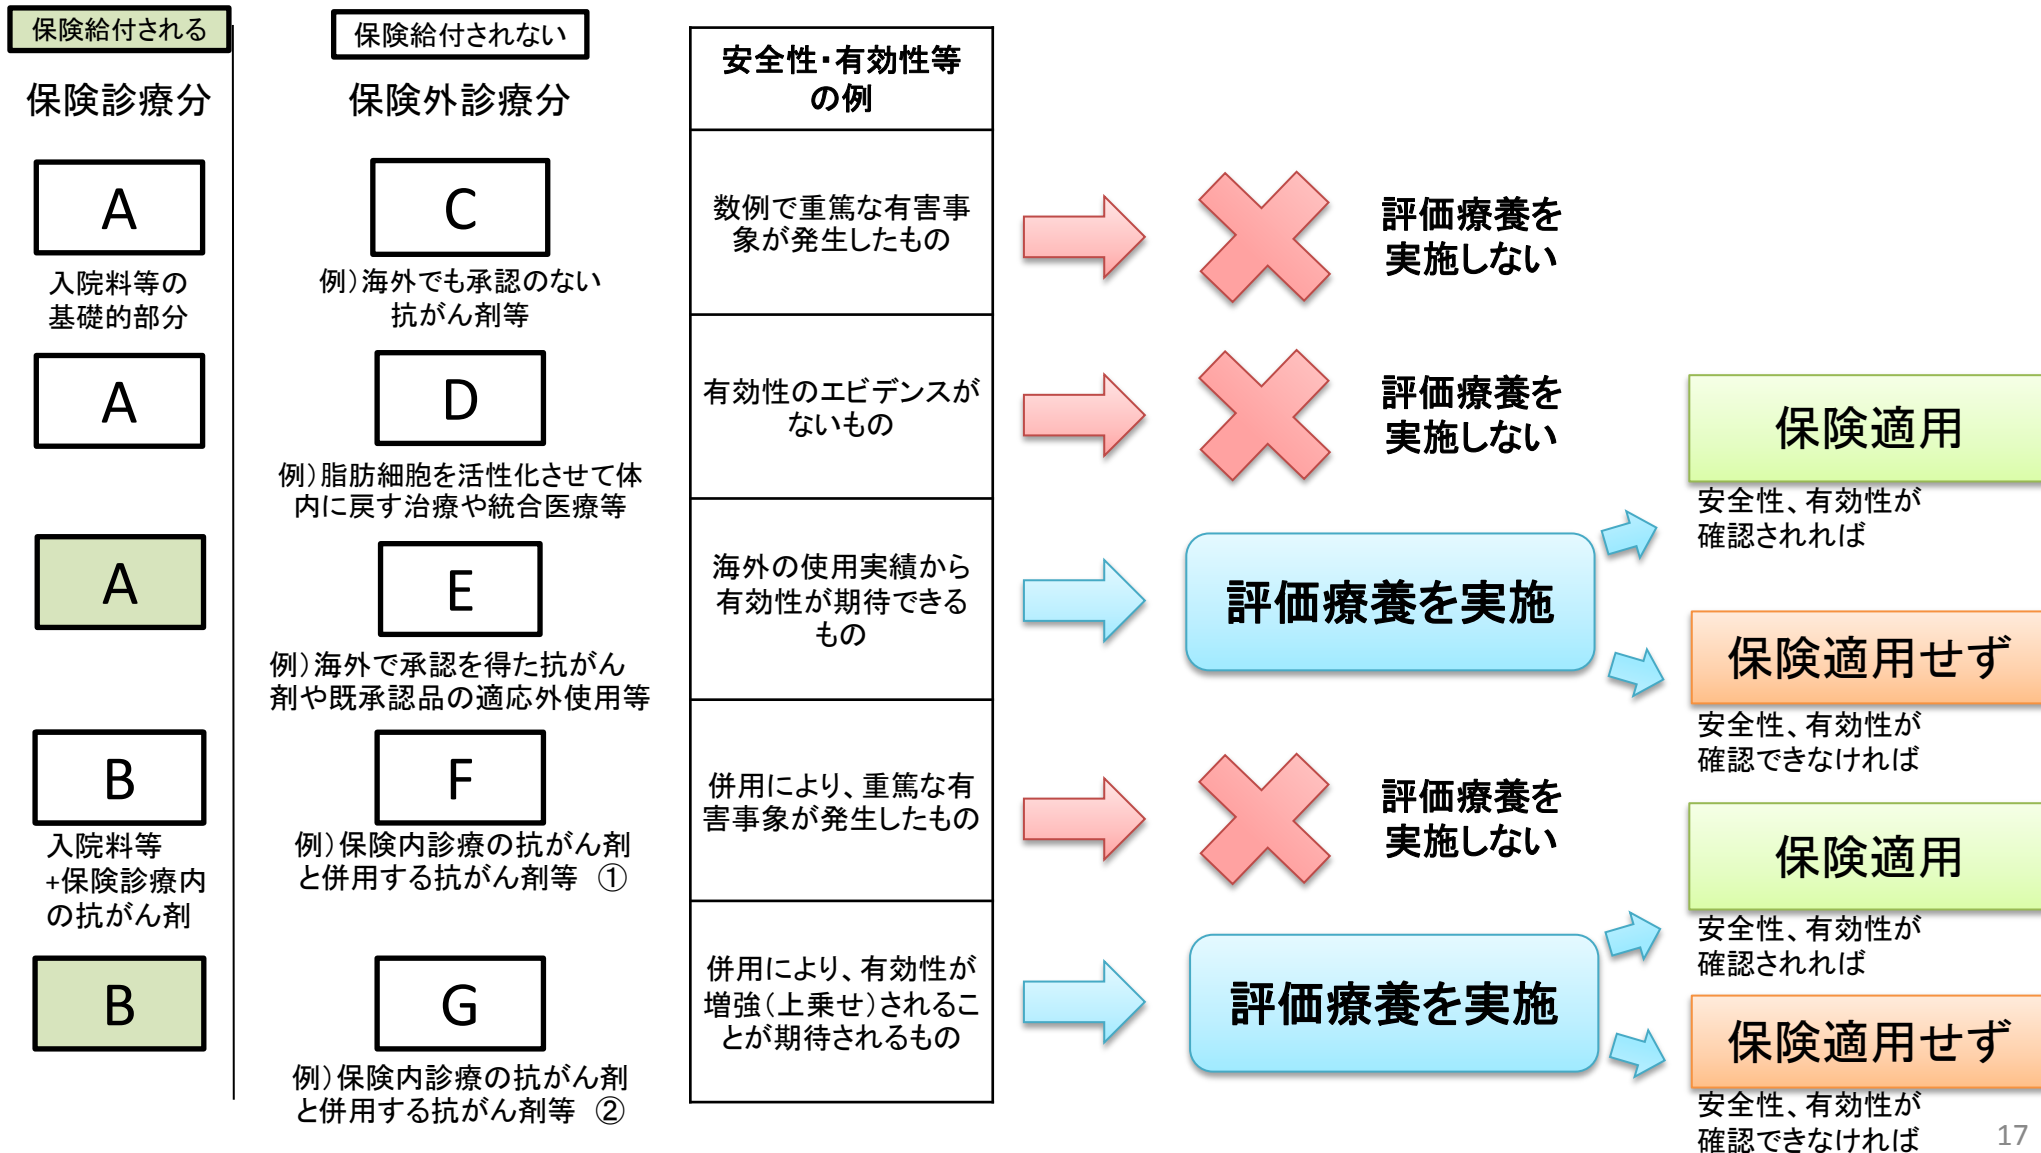 保険給付される
保険診療分
保険給付されない
保険外診療分
安全性・有効性等
の例
A
入院料等の
基礎的部分
C
例）海外でも承認のない
抗がん剤等
数例で重篤な有害事
象が発生したもの
評価療養を
実施しない
A
D
例）脂肪細胞を活性化させて体
内に戻す治療や統合医療等
有効性のエビデンスが
ないもの
評価療養を
実施しない
A
E
例）海外で承認を得た抗がん
剤や既承認品の適応外使用等
海外の使用実績から
有効性が期待できる
もの
評価療養を実施
保険適用
安全性、有効性が
確認されれば
保険適用せず
安全性、有効性が
確認できなければ
B
入院料等
+保険診療内
の抗がん剤
F
例）保険内診療の抗がん剤
と併用する抗がん剤等　①
併用により、重篤な有
害事象が発生したもの
評価療養を
実施しない
B
G
例）保険内診療の抗がん剤
と併用する抗がん剤等　②
併用により、有効性が
増強（上乗せ）されるこ
とが期待されるもの
評価療養を実施
保険適用
安全性、有効性が
確認されれば
保険適用せず
安全性、有効性が
確認できなければ
17